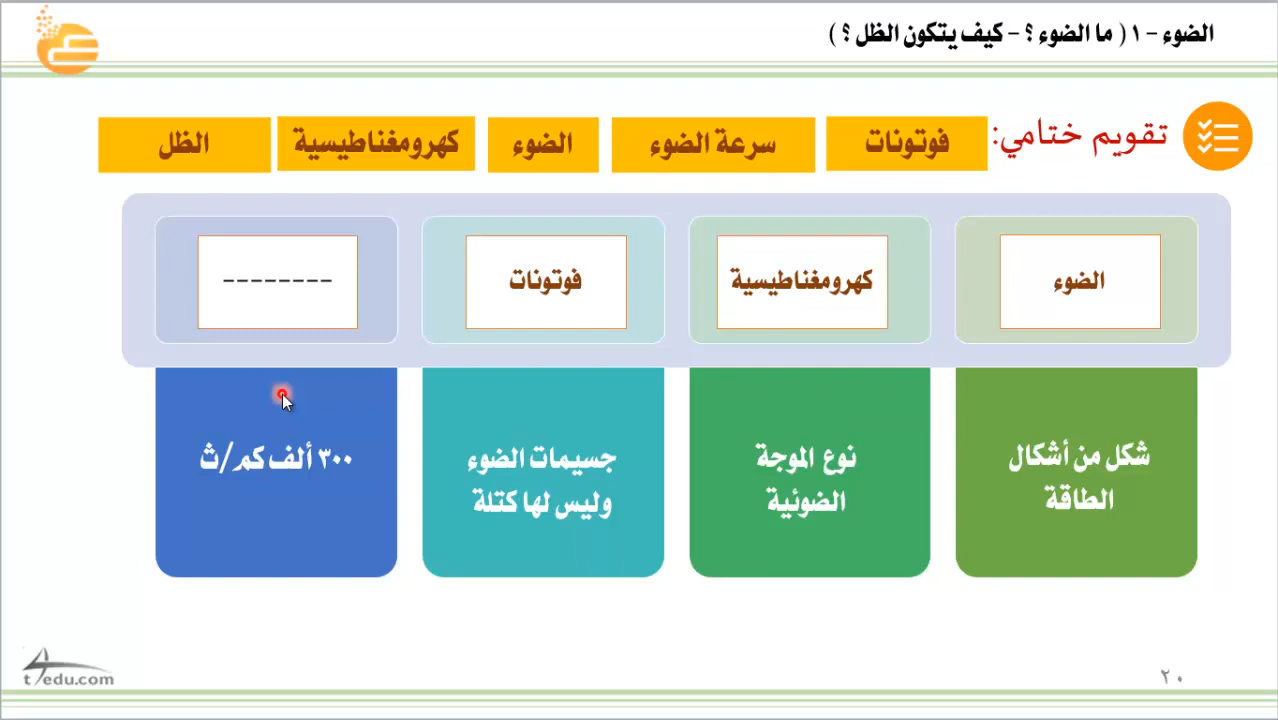 الضوء - ١ ( ما الضوء ؟ - كيف يتكون الظل ؟ )
تقويم ختامي:
فوتونات
سرعة الضوء
الضوء
كهرومغناطيسية
الظل
الضوء
كهرومغناطيسية
فوتونات
--------
شكل من أشكال
الطاقة
نوع الموجة
الضوئية
جسيمات الضوء
وليس لها كتلة
٣٠٠ ألف كم/ث
t4edu.com
٢٠